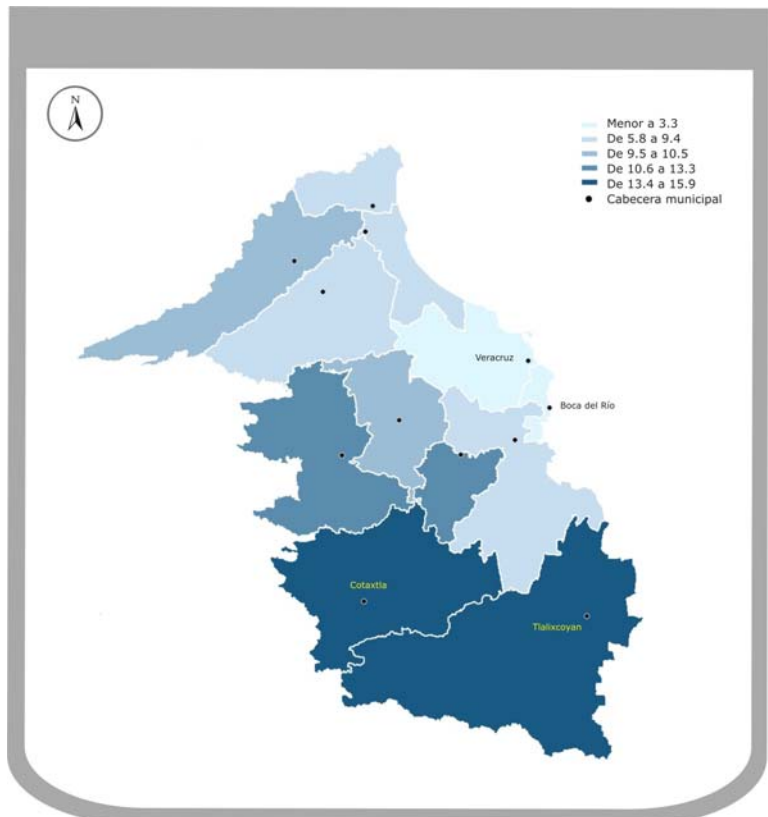 N
Menor a 3.3
De 5.8 a 9.4
De 9.5 a 10.5
De 10.6 a 13.3
De 13.4 a 15.9
Cabecera municipal
Veracruz
Boca del Río
Cotaxtla
Tlalixcoyan